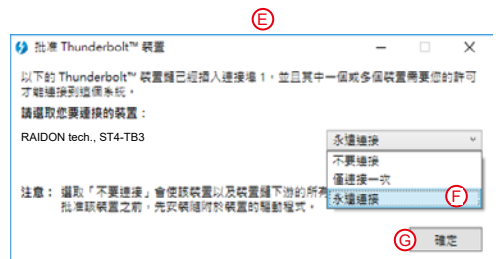 E
批准 Thunderbolt™ 裝置
以下的 Thunderbolt™ 裝置鏈已經插入連接埠 1，並且其中一個或多個裝置需要您的許可
才能連接到這個系統。
請選取您要連接的裝置：
RAIDON tech., ST4-TB3
永遠連接
不要連接
僅連接一次
永遠連接
F
注意： 選取「不要連接」會使該裝置以及裝置鏈下游的所有
批准該裝置之前，先安裝隨附於裝置的驅動程式。
G
確定